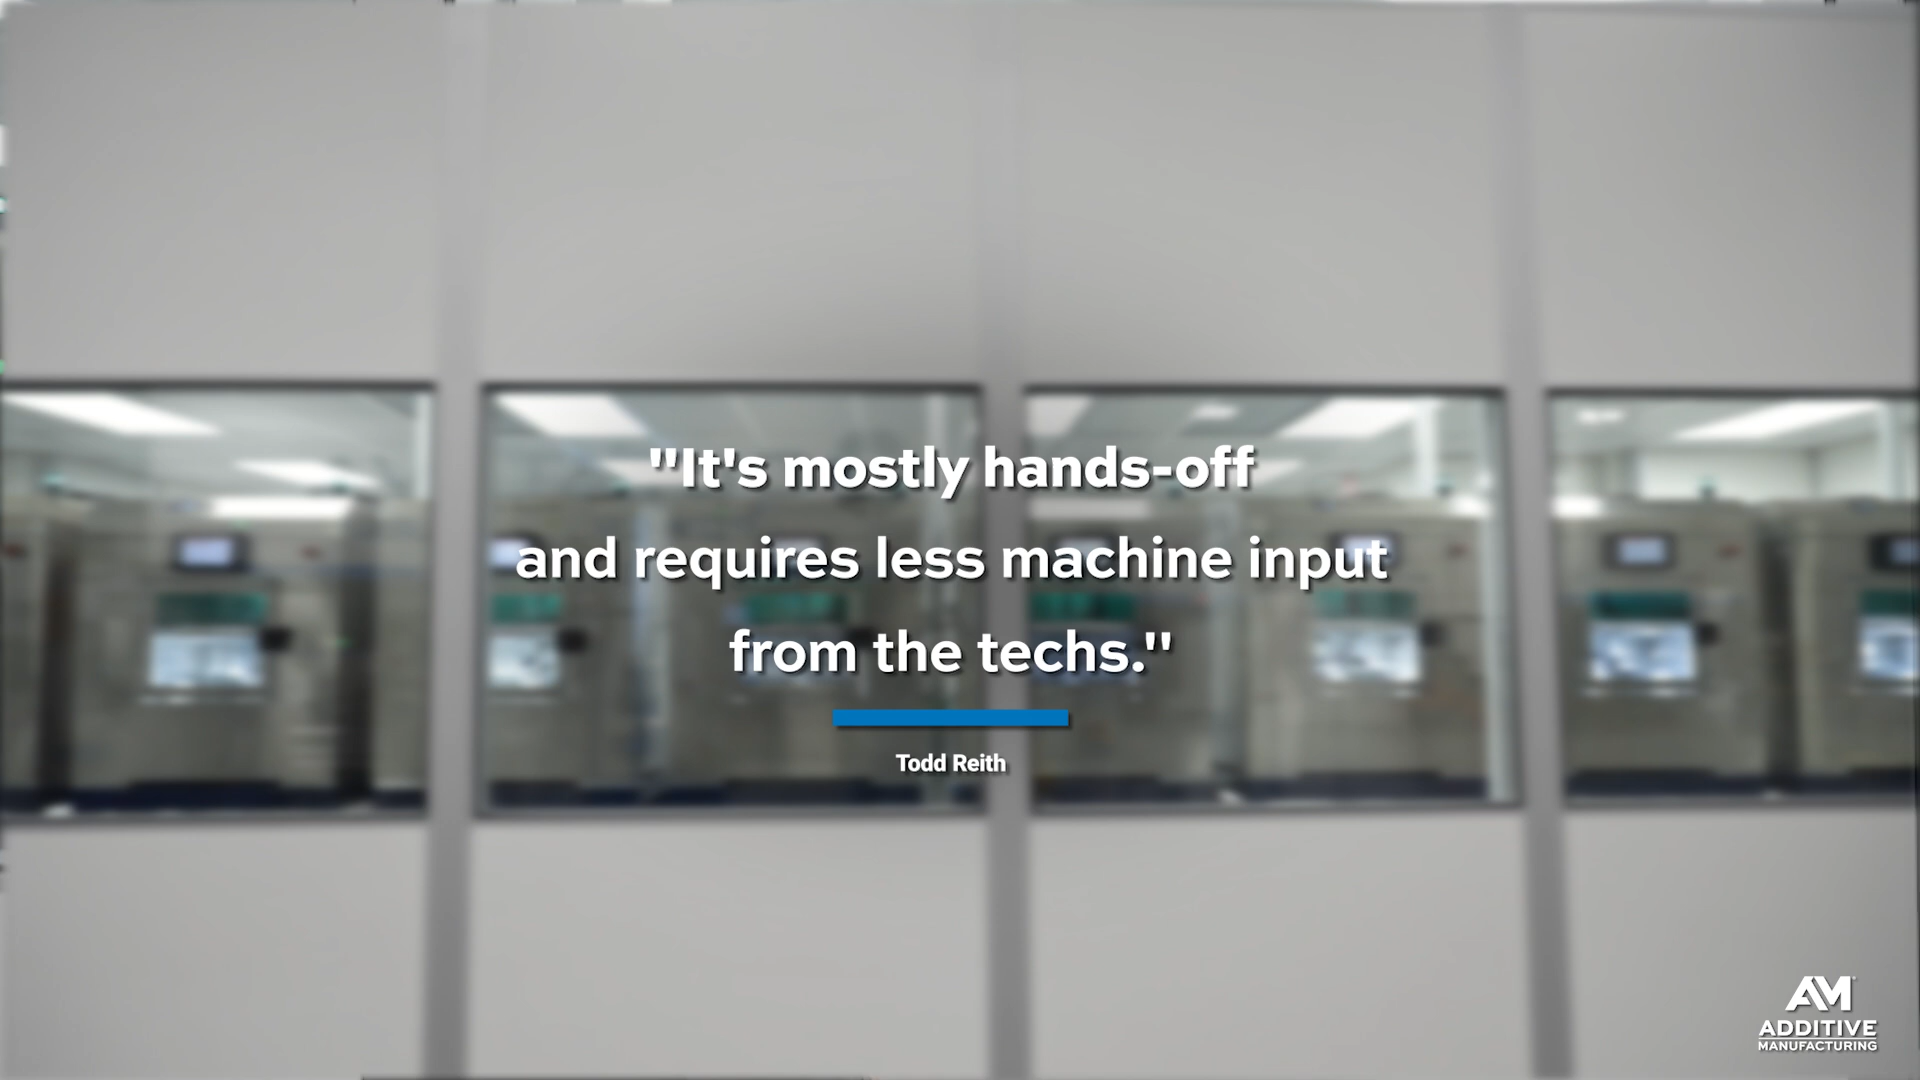 "It's mostly hands-off
and requires less machine input
from the techs."
Todd Reith
AM
ADDITIVE
MANUFACTURING